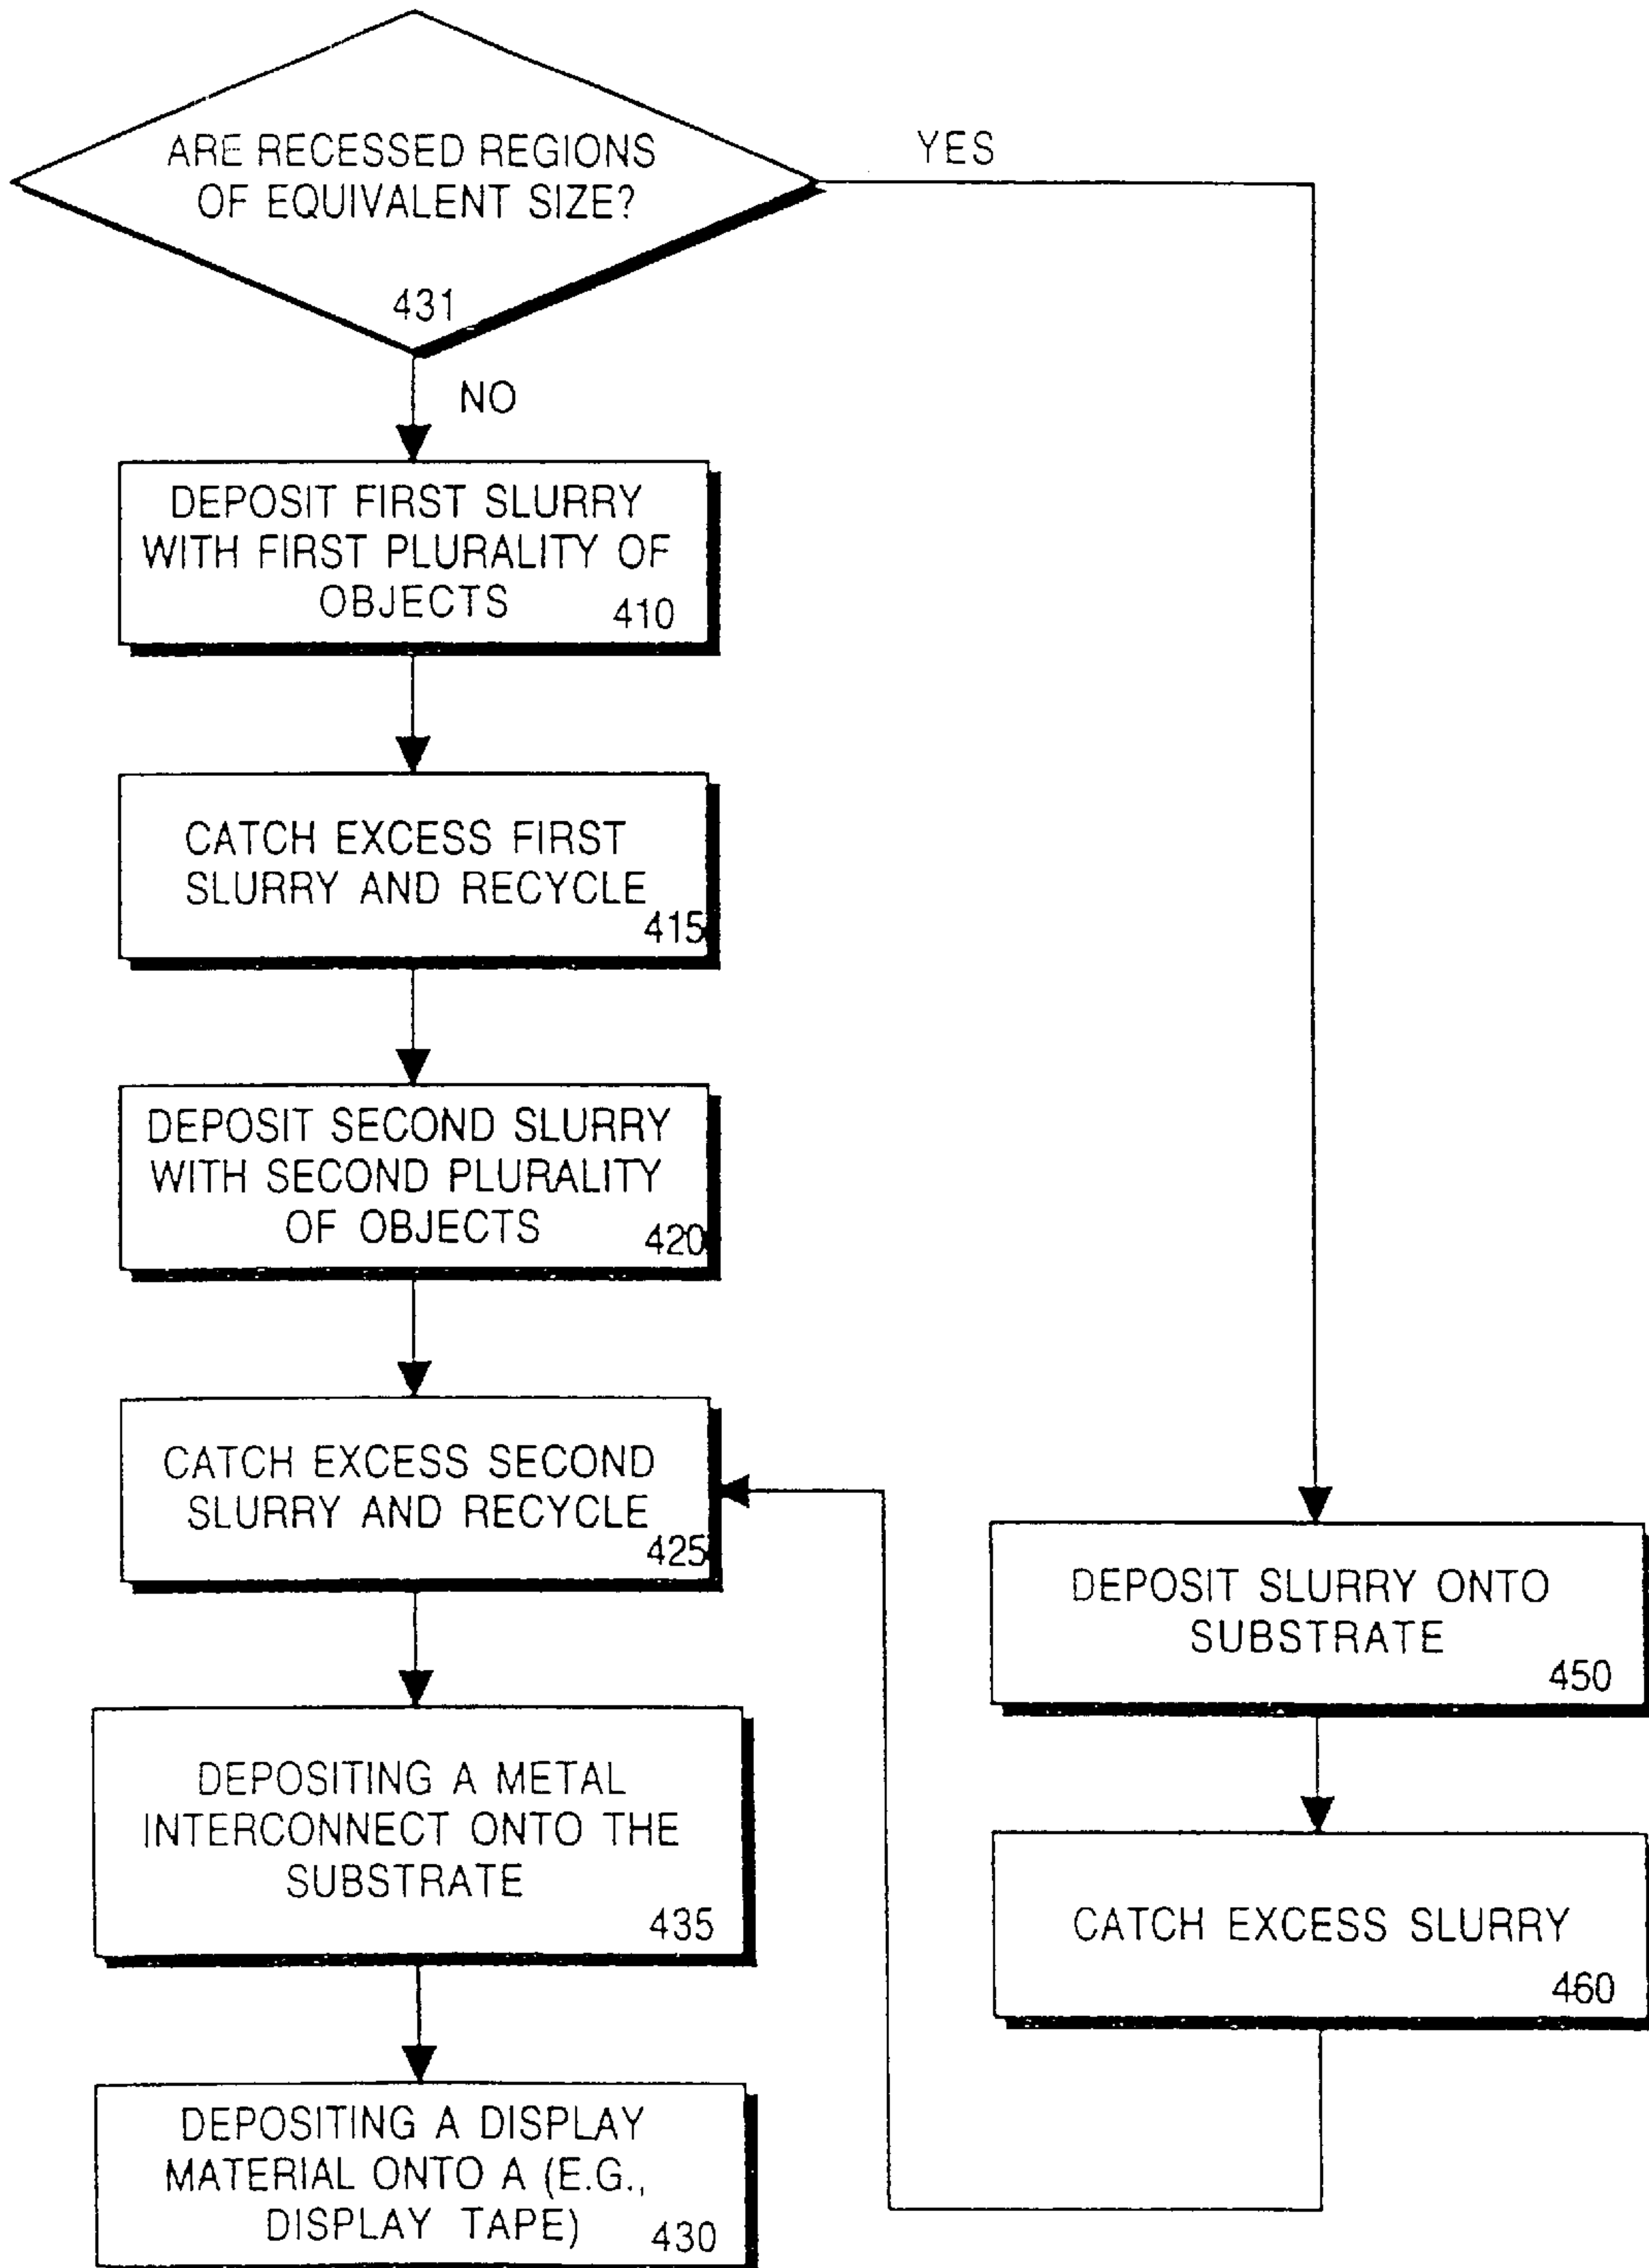 ARE RECESSED REGIONS
OF EQUIVALENT SIZE?
431
YES
NO
DEPOSIT FIRST SLURRY
WITH FIRST PLURALITY OF
OBJECTS 410
CATCH EXCESS FIRST
SLURRY AND RECYCLE
415
DEPOSIT SECOND SLURRY
WITH SECOND PLURALITY
OF OBJECTS 420
CATCH EXCESS SECOND
SLURRY AND RECYCLE
425
DEPOSITING A METAL
INTERCONNECT ONTO THE
SUBSTRATE
435
DEPOSITING A DISPLAY
MATERIAL ONTO A (E.G.,
DISPLAY TAPE) 430
DEPOSIT SLURRY ONTO
SUBSTRATE
450
CATCH EXCESS SLURRY
460